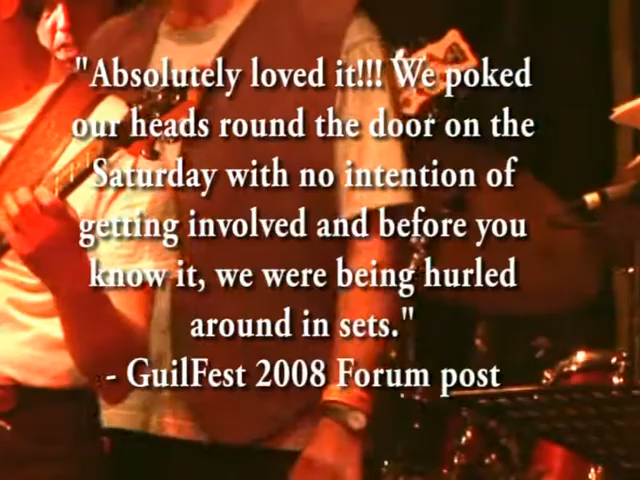 "Absolutely loved it!!! We poked
our heads round the door on the
Saturday with no intention of
getting involved and before you
know it, we were being hurled
around in sets."
- GuilFest 2008 Forum post